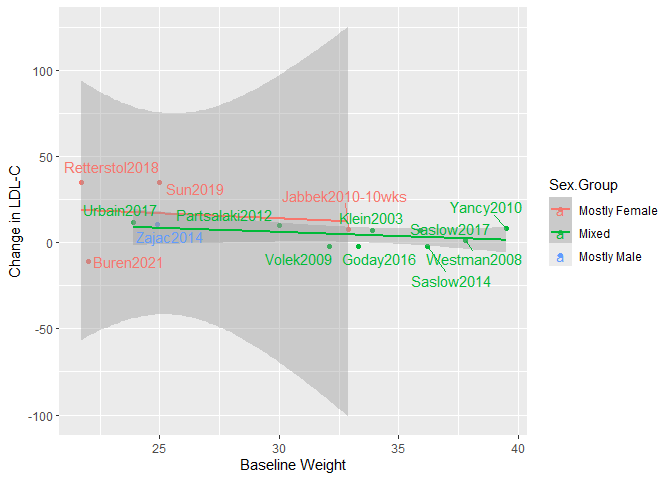 100
50
0
-50
-100
Change in LDL-C
Retterstol2018
Sun2019
Jabbek2010-10wks
Urbain2017
Partsalaki2012
Klein2003
Yancy2010
Zajac2014
Saslow2017
Buren2021
Volek2009
Goday2016
Westman2008
Saslow2014
25
30
35
40
Baseline Weight
Sex.Group
a Mostly Female
a Mixed
a Mostly Male